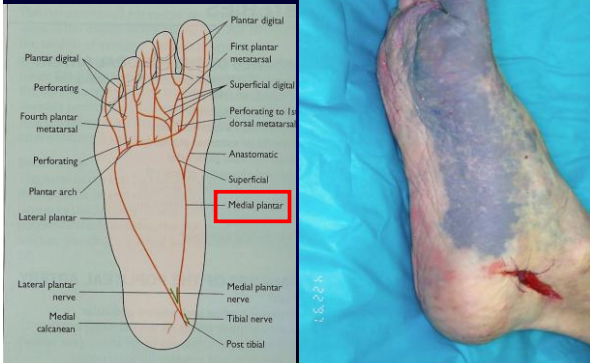 Plantar digital
Perforating
Fourth plantar
metatarsal
Perforating
Plantar arch
Lateral plantar
Lateral plantar
nerve
Medial
calcanean
Plantar digital
First plantar
metatarsal
Superficial digital
Perforating to 1st
dorsal metatarsal
Anastomatic
Superficial
Medial plantar
Medial plantar
nerve
Tibial nerve
Post tibial